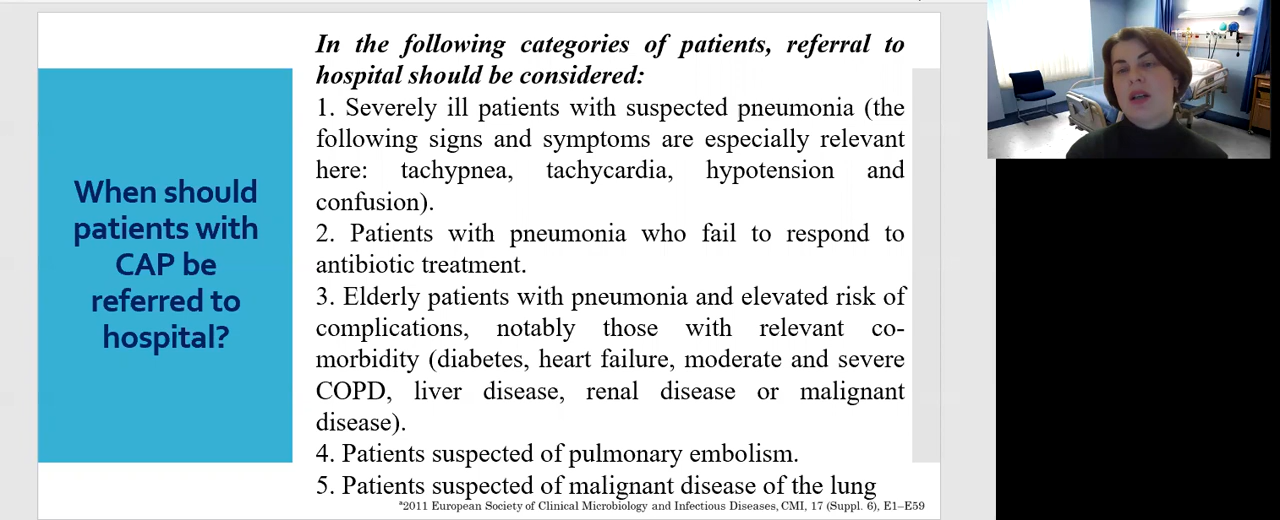 When should
patients with
CAP be
referred to
hospital?
In the following categories of patients, referral to
hospital should be considered:
1. Severely ill patients with suspected pneumonia (the
following signs and symptoms are especially relevant
here: tachypnea, tachycardia, hypotension and
confusion).
2. Patients with pneumonia who fail to respond to
antibiotic treatment.
3. Elderly patients with pneumonia and elevated risk of
complications, notably those with relevant co-
morbidity (diabetes, heart failure, moderate and severe
COPD, liver disease, renal disease or malignant
disease).
4. Patients suspected of pulmonary embolism.
5. Patients suspected of malignant disease of the lung
ª2011 European Society of Clinical Microbiology and Infectious Diseases, CMI, 17 (Suppl. 6), E1–E59